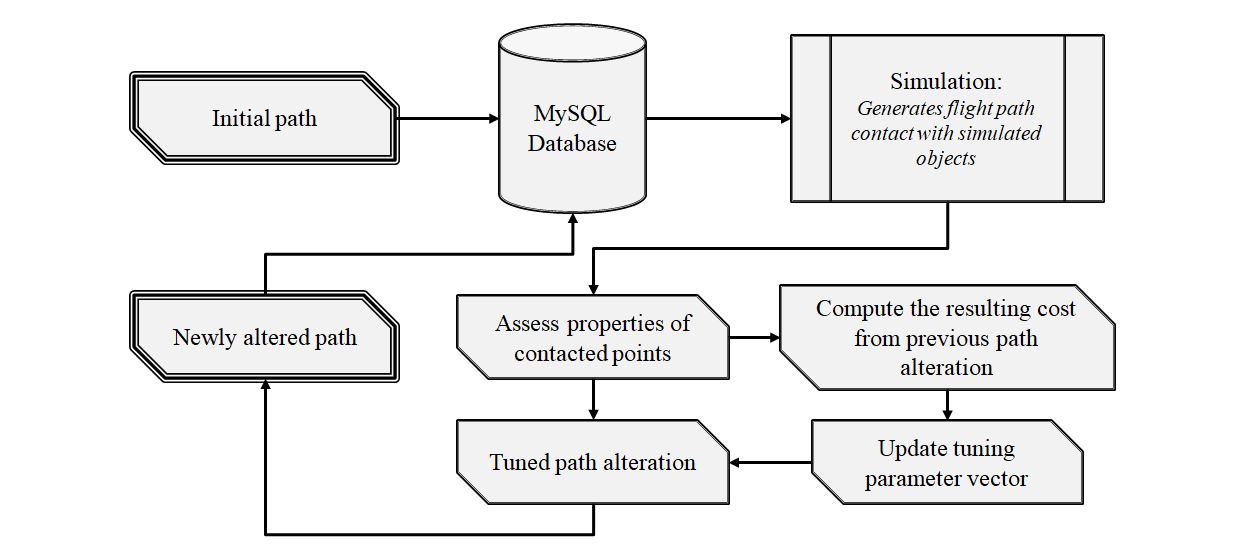 Initial path
MySQL
Database
Simulation:
Generates flight path
contact with simulated
objects
Newly altered path
Assess properties of
contacted points
Compute the resulting cost
from previous path
alteration
Tuned path alteration
Update tuning
parameter vector